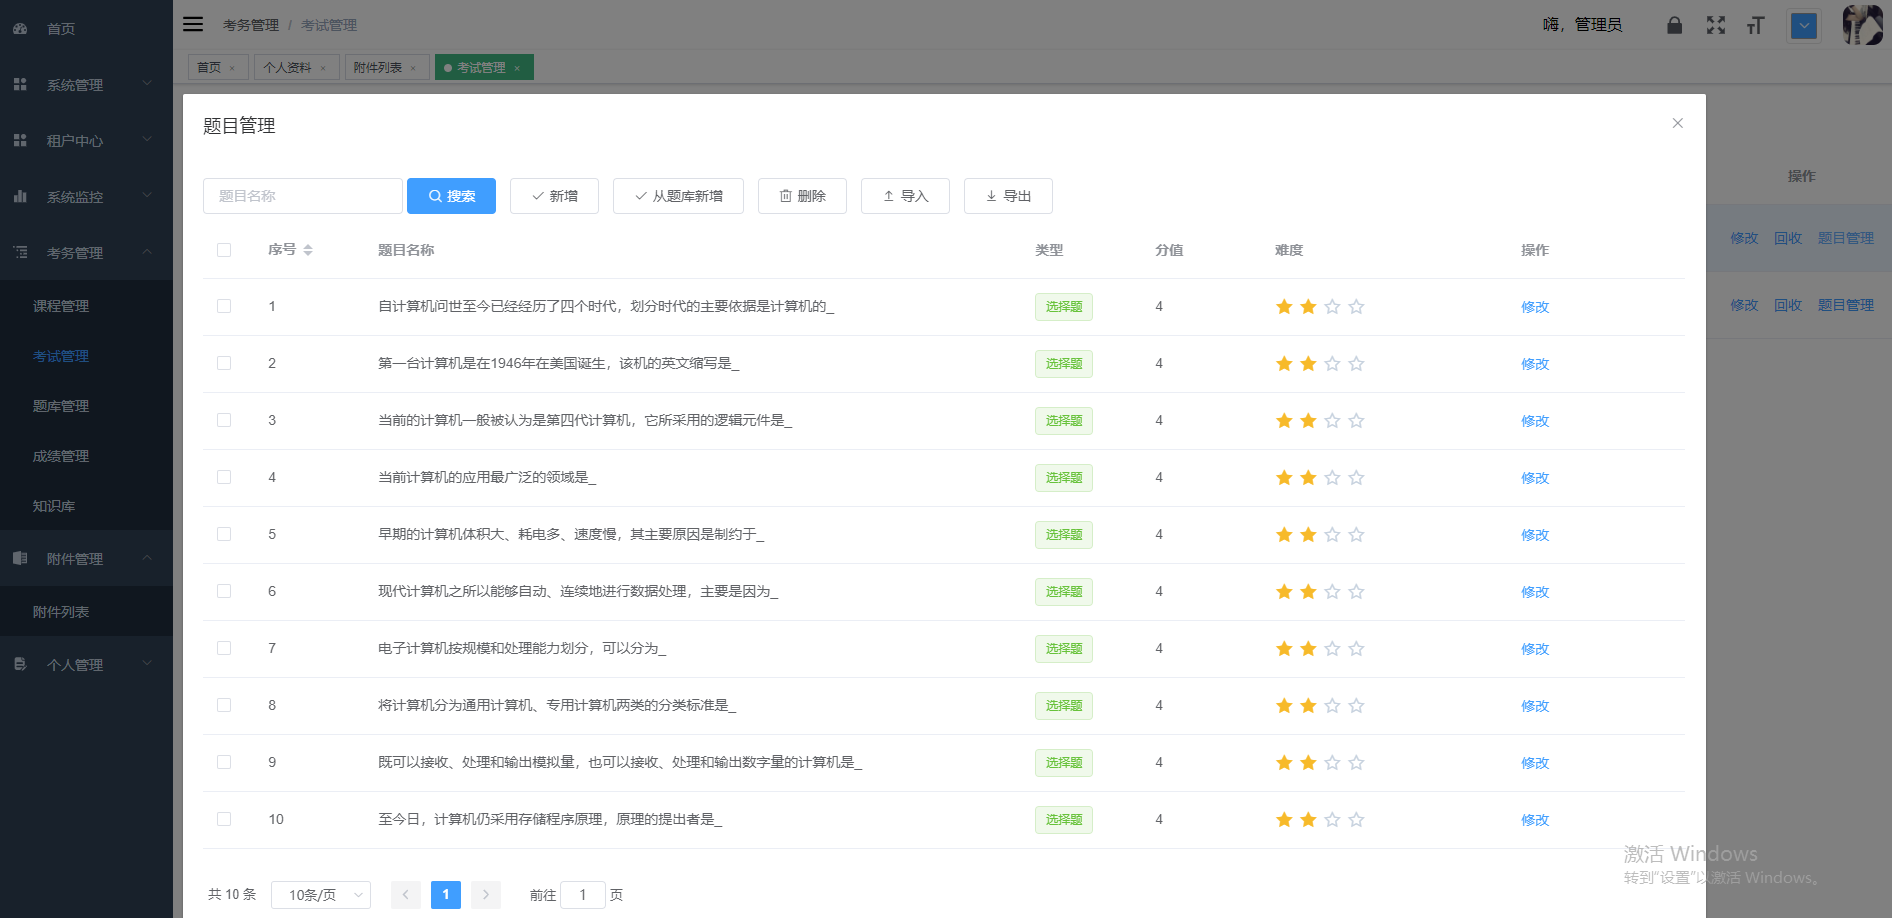 首页
系统管理
租户中心
系统监控
考务管理
课程管理
考试管理
题库管理
成绩管理
知识库
附件管理
附件列表
个人管理
考务管理 / 考试管理
嗨，管理员
首页 ×
个人资料 ×
附件列表 ×
考试管理 ×
题目管理
题目名称
搜索
新增
从题库新增
删除
导入
导出
序号 题目名称 类型 分值 难度 操作
1 自计算机问世至今已经经历了四个时代，划分时代的主要依据是计算机的_ 选择题 4 修改
2 第一台计算机是在1946年在美国诞生，该机的英文缩写是_ 选择题 4 修改
3 当前的计算机一般被认为是第四代计算机，它所采用的逻辑元件是_ 选择题 4 修改
4 当前计算机的应用最广泛的领域是_ 选择题 4 修改
5 早期的计算机体积大、耗电多、速度慢，其主要原因是制约于_ 选择题 4 修改
6 现代计算机之所以能够自动、连续地进行数据处理，主要是因为_ 选择题 4 修改
7 电子计算机按规模和处理能力划分，可以分为_ 选择题 4 修改
8 将计算机分为通用计算机、专用计算机两类的分类标准是_ 选择题 4 修改
9 既可以接收、处理和输出模拟量，也可以接收、处理和输出数字量的计算机是_ 选择题 4 修改
10 至今日，计算机仍采用存储程序原理，原理的提出者是_ 选择题 4 修改
共 10 条 10条/页 1 前往 1 页
操作
修改 回收 题目管理
修改 回收 题目管理
激活 Windows
转到“设置”以激活 Windows。